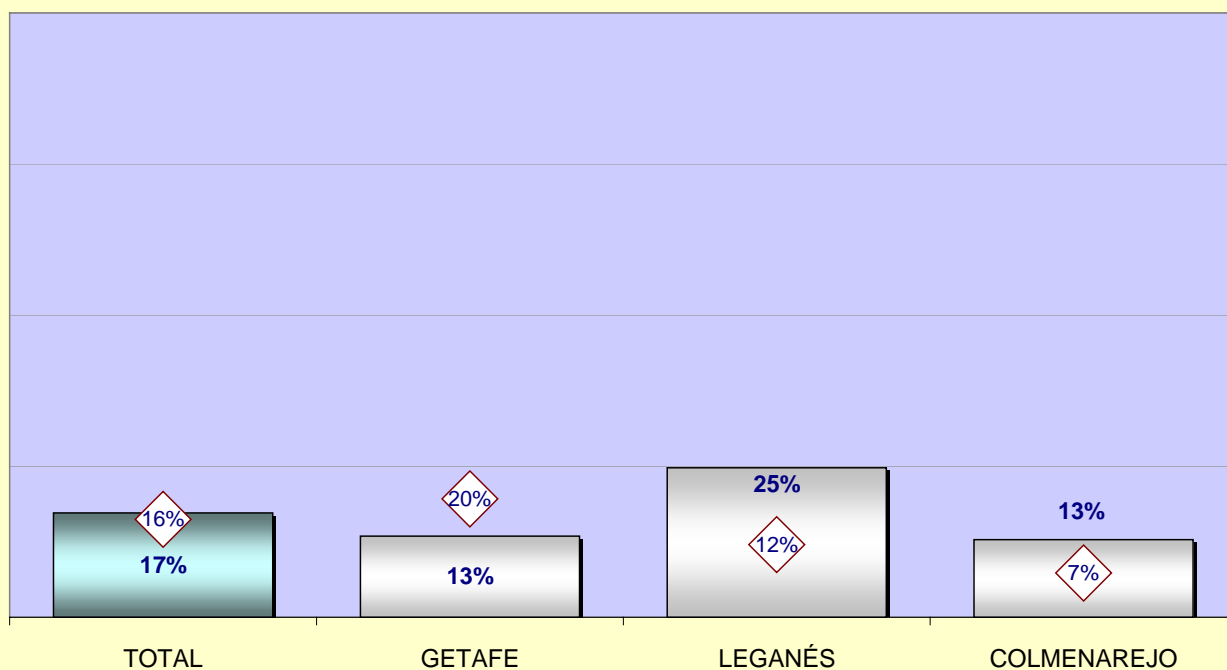 16%
17%
20%
13%
25%
12%
13%
7%
TOTAL
GETAFE
LEGANÉS
COLMENAREJO